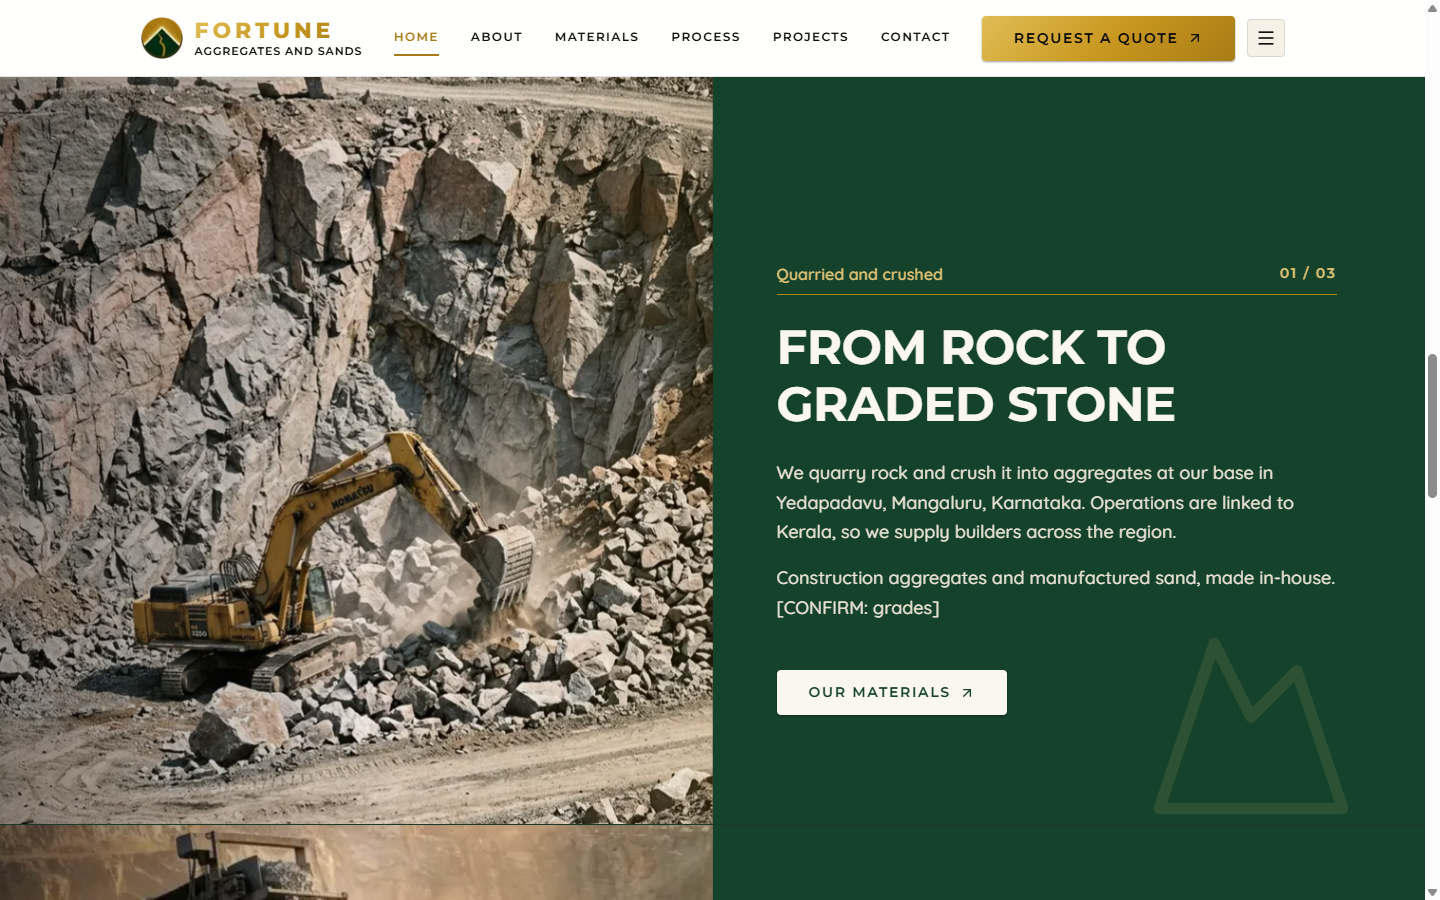 FORTUNE
AGGREGATES AND SANDS
HOME
ABOUT
MATERIALS
PROCESS
PROJECTS
CONTACT
REQUEST A QUOTE
Quarried and crushed
01 / 03
FROM ROCK TO
GRADED STONE
We quarry rock and crush it into aggregates at our base in
Yedapadavu, Mangaluru, Karnataka. Operations are linked to
Kerala, so we supply builders across the region.
Construction aggregates and manufactured sand, made in-house.
[CONFIRM: grades]
OUR MATERIALS